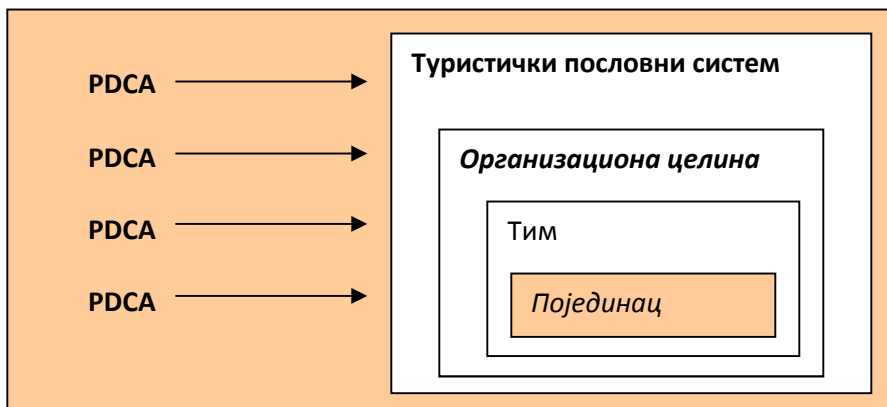 Туристички пословни систем
PDCA
Организациона целина
PDCA
Тим
PDCA
Појединац
PDCA